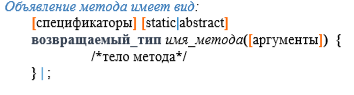 Объявление метода имеет вид:
[спецификаторы] [static|abstract]
возвращаемый_тип имя_метода([аргументы]) {
/*тело метода*/
} | ;